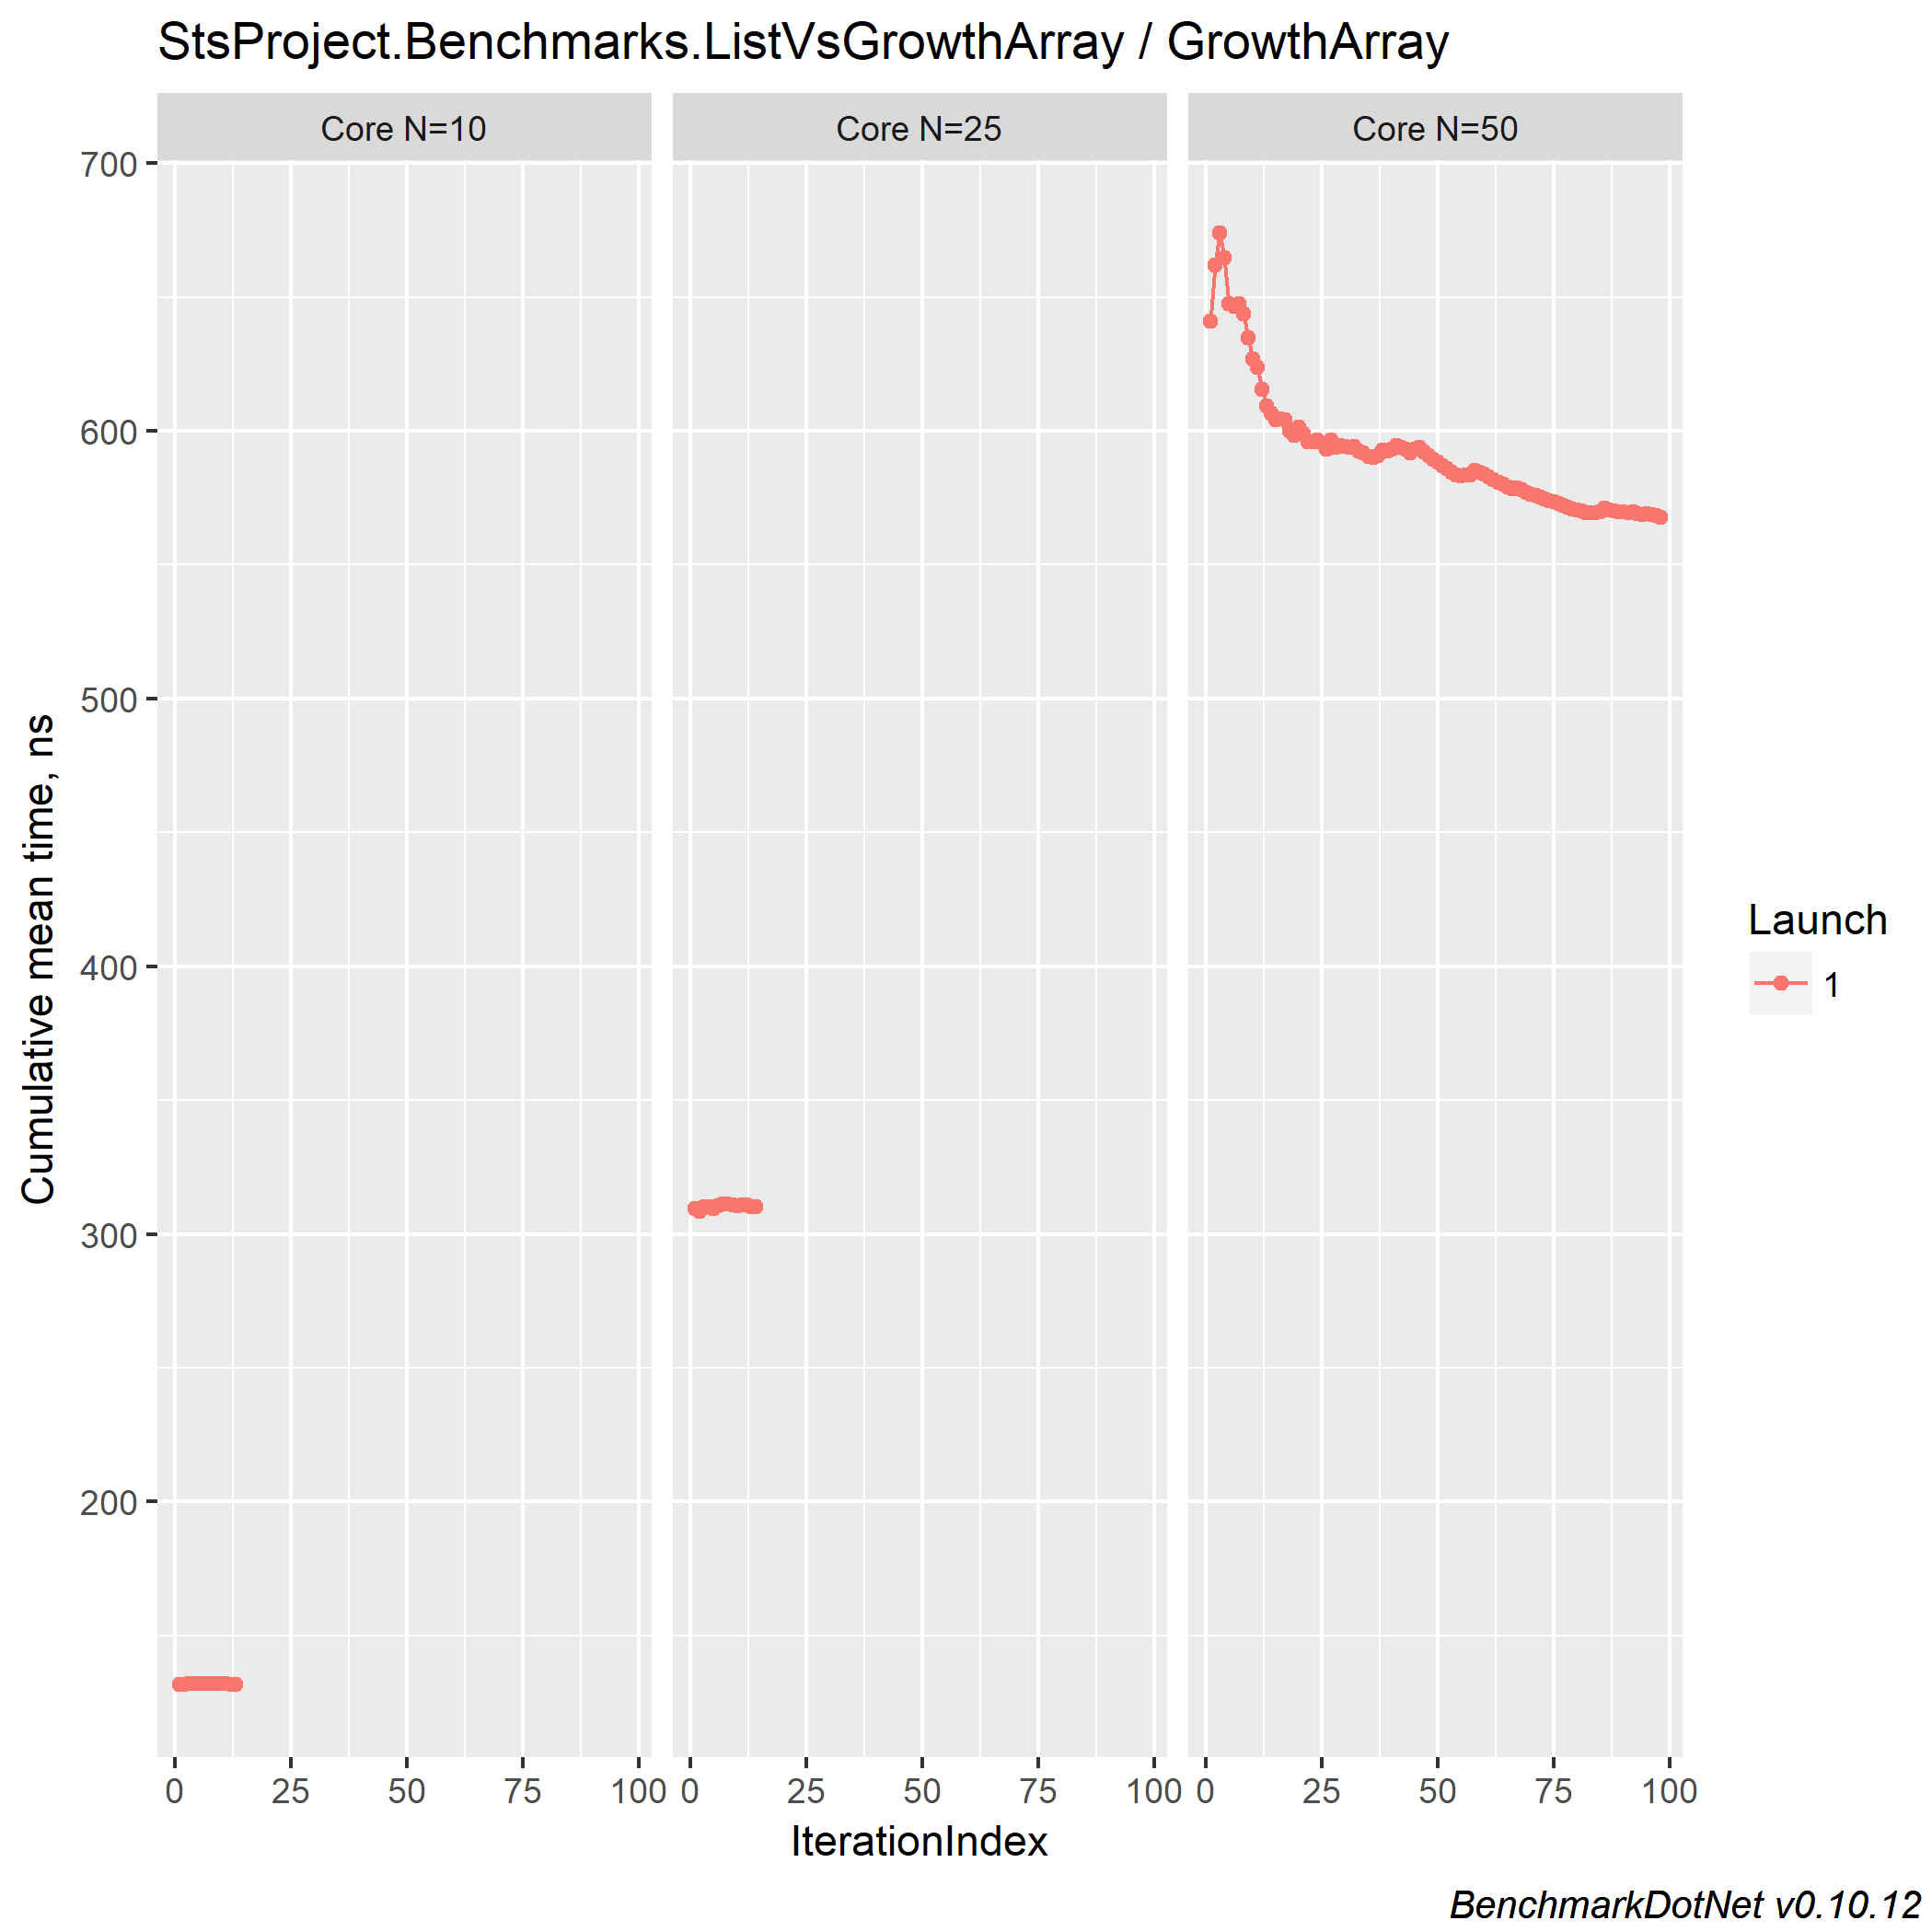 StsProject.Benchmarks.ListVsGrowthArray / GrowthArray
Core N=10
Core N=25
Core N=50
700
600
500
400
300
200
Cumulative mean time, ns
0 25 50 75 100
0 25 50 75 100
0 25 50 75 100
IterationIndex
Launch
1
BenchmarkDotNet v0.10.12